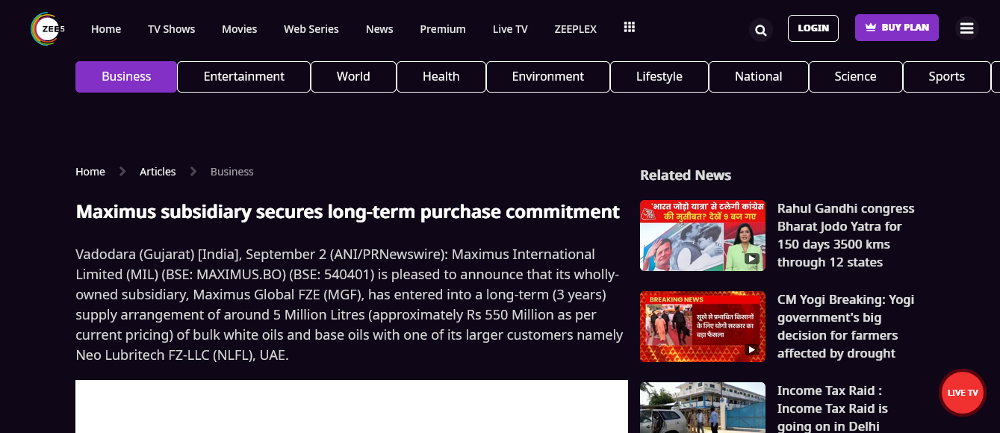 ZEE5
Home TV Shows Movies Web Series News Premium Live TV ZEEPLEX LOGIN BUY PLAN
Business Entertainment World Health Environment Lifestyle National Science Sports
Home Articles Business
Maximus subsidiary secures long-term purchase commitment
Vadodara (Gujarat) [India], September 2 (ANI/PRNewswire): Maximus International
Limited (MIL) (BSE: MAXIMUS.BO) (BSE: 540401) is pleased to announce that its wholly-
owned subsidiary, Maximus Global FZE (MGF), has entered into a long-term (3 years)
supply arrangement of around 5 Million Litres (approximately Rs 550 Million as per
current pricing) of bulk white oils and base oils with one of its larger customers namely
Neo Lubritech FZ-LLC (NLFL), UAE.
Related News
'भारत जोड़ो यात्रा' से टलेगी कांग्रेस
की मुसीबत? देखें 9 बज गए
Rahul Gandhi congress
Bharat Jodo Yatra for
150 days 3500 kms
through 12 states
BREAKING NEWS
सूखे से प्रभावित किसानों
के लिए योगी सरकार का
बड़ा फैसला
CM Yogi Breaking: Yogi
government's big
decision for farmers
affected by drought
Income Tax Raid :
Income Tax Raid is
going on in Delhi
LIVE TV